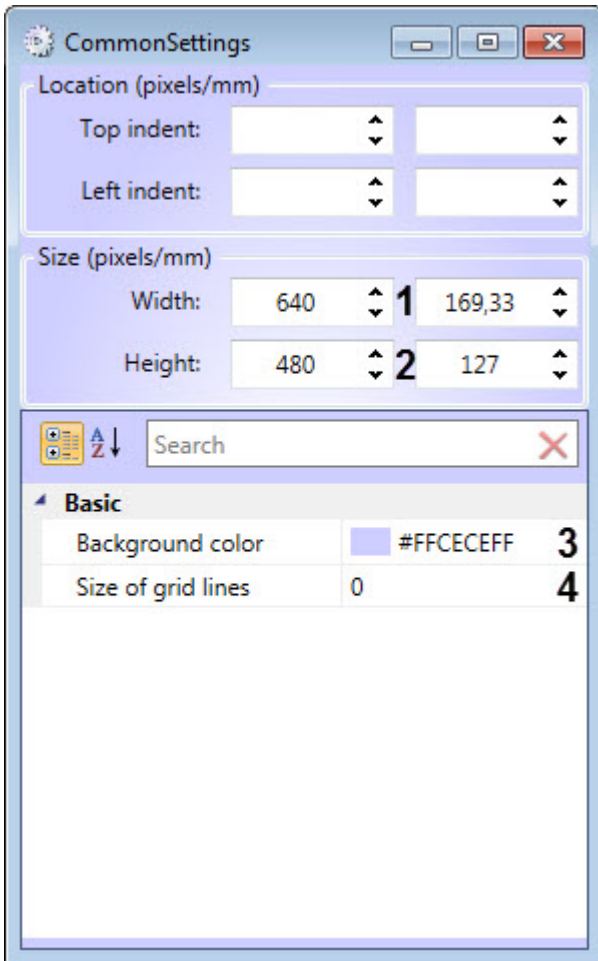 CommonSettings
Location (pixels/mm)
Top indent:
Left indent:
Size (pixels/mm)
Width: 640 1 169,33
Height: 480 2 127
A
Z Search
Basic
Background color #FFCECEFF 3
Size of grid lines 0 4